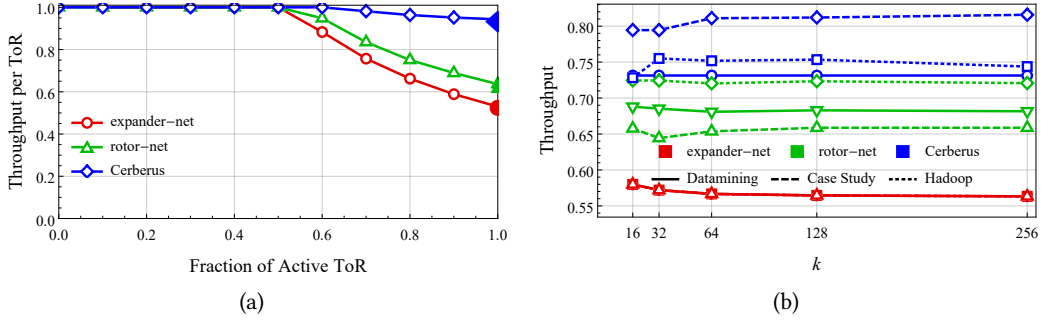 (a)
1.0
0.8
0.6
0.4
0.2
0.0
Throughput per ToR
expander−net
rotor−net
Cerberus
0.0 0.2 0.4 0.6 0.8 1.0
Fraction of Active ToR
(a)
(b)
0.80
0.75
0.70
0.65
0.60
0.55
Throughput
expander−net rotor−net Cerberus
Datamining Case Study Hadoop
16 32 64 128 256
k
(b)